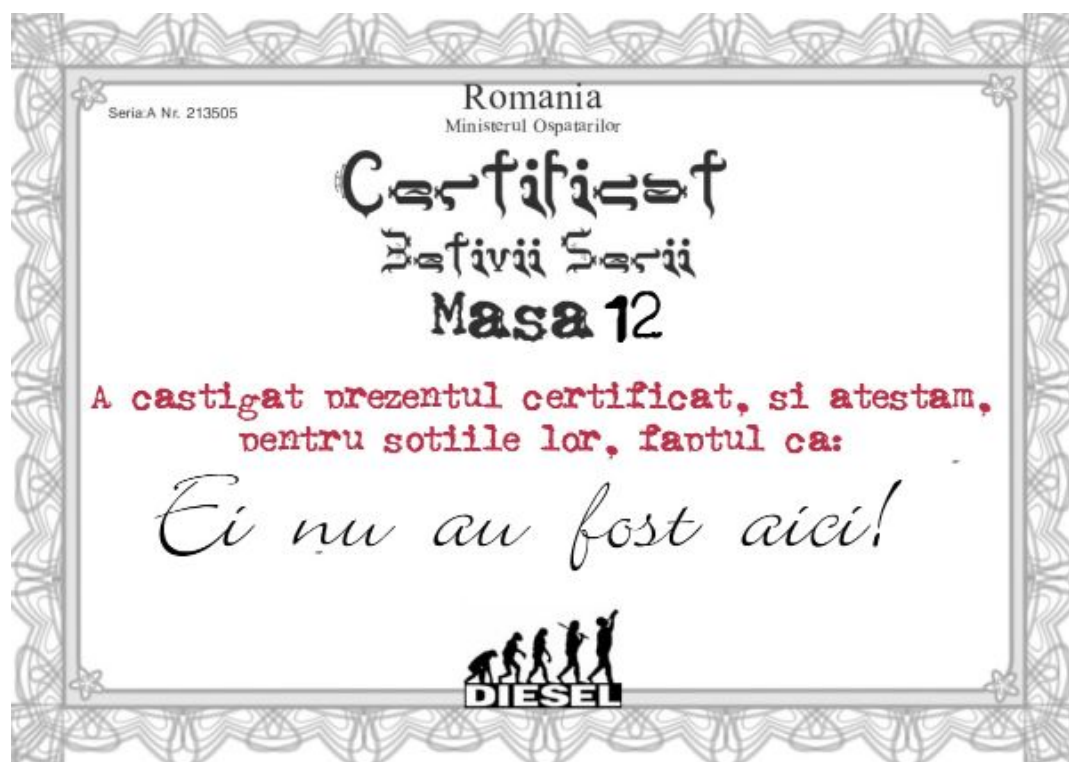 Seria:A Nr. 213505
Romania
Ministerul Ospatarilor
Certificat
Betivii Serii
Masa 12
A castigat prezentul certificat, si atestam,
pentru sotiile lor, faptul ca:
Ei nu au fost aici!
DIESEL